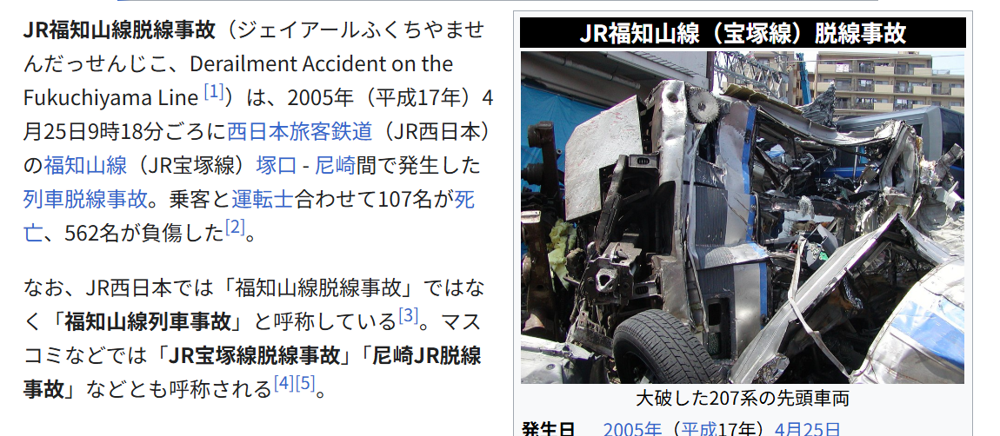 JR福知山線脱線事故（ジェイアールふくちやませ
んだっせんじこ、Derailment Accident on the
Fukuchiyama Line [1]）は、2005年（平成17年）4
月25日9時18分ごろに西日本旅客鉄道（JR西日本）
の福知山線（JR宝塚線）塚口 - 尼崎間で発生した
列車脱線事故。乗客と運転士合わせて107名が死
亡、562名が負傷した[2]。
なお、JR西日本では「福知山線脱線事故」ではな
く「福知山線列車事故」と呼称している[3]。マス
コミなどでは「JR宝塚線脱線事故」「尼崎JR脱線
事故」などとも呼称される[4][5]。
JR福知山線（宝塚線）脱線事故
大破した207系の先頭車両
発生日 2005年（平成17年）4月25日